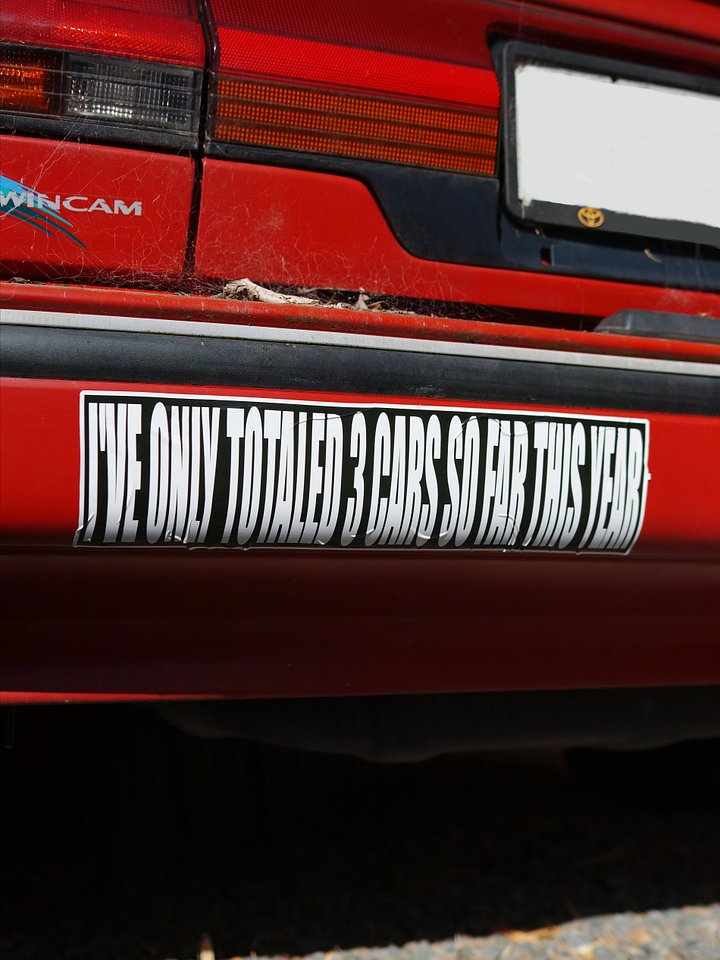 WINCAM
I'VE ONLY TOTALED 3 CARS SO FAR THIS YEAR